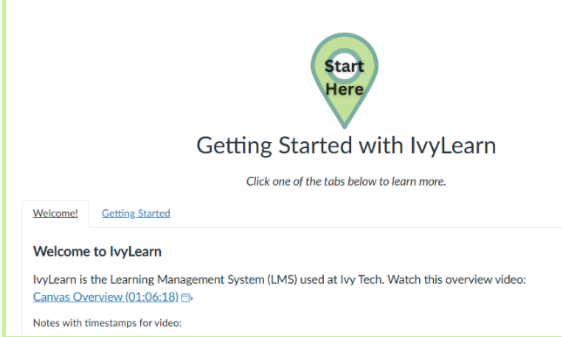 Start
Here
Getting Started with IvyLearn
Click one of the tabs below to learn more.
Welcome! Getting Started
Welcome to IvyLearn
IvyLearn is the Learning Management System (LMS) used at Ivy Tech. Watch this overview video:
Canvas Overview (01:06:18)
Notes with timestamps for video: